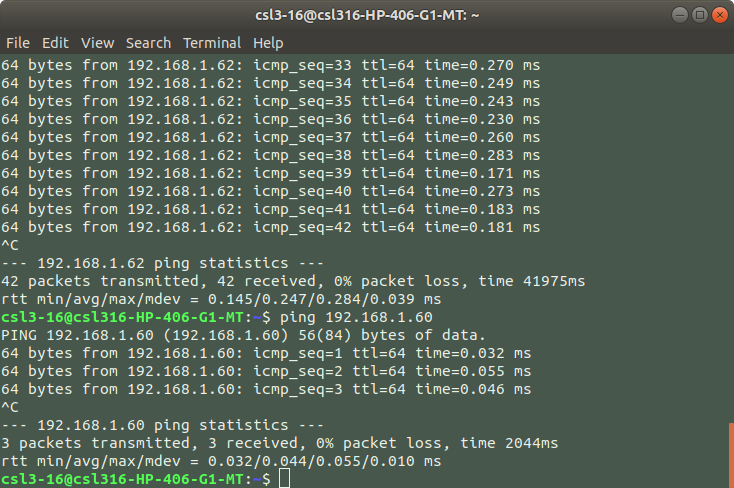 csl3-16@csl316-HP-406-G1-MT: ~
File Edit View Search Terminal Help
64 bytes from 192.168.1.62: icmp_seq=33 ttl=64 time=0.270 ms
64 bytes from 192.168.1.62: icmp_seq=34 ttl=64 time=0.249 ms
64 bytes from 192.168.1.62: icmp_seq=35 ttl=64 time=0.243 ms
64 bytes from 192.168.1.62: icmp_seq=36 ttl=64 time=0.230 ms
64 bytes from 192.168.1.62: icmp_seq=37 ttl=64 time=0.260 ms
64 bytes from 192.168.1.62: icmp_seq=38 ttl=64 time=0.283 ms
64 bytes from 192.168.1.62: icmp_seq=39 ttl=64 time=0.171 ms
64 bytes from 192.168.1.62: icmp_seq=40 ttl=64 time=0.273 ms
64 bytes from 192.168.1.62: icmp_seq=41 ttl=64 time=0.183 ms
64 bytes from 192.168.1.62: icmp_seq=42 ttl=64 time=0.181 ms
^C
--- 192.168.1.62 ping statistics ---
42 packets transmitted, 42 received, 0% packet loss, time 41975ms
rtt min/avg/max/mdev = 0.145/0.247/0.284/0.039 ms
csl3-16@csl316-HP-406-G1-MT:~$ ping 192.168.1.60
PING 192.168.1.60 (192.168.1.60) 56(84) bytes of data.
64 bytes from 192.168.1.60: icmp_seq=1 ttl=64 time=0.032 ms
64 bytes from 192.168.1.60: icmp_seq=2 ttl=64 time=0.055 ms
64 bytes from 192.168.1.60: icmp_seq=3 ttl=64 time=0.046 ms
^C
--- 192.168.1.60 ping statistics ---
3 packets transmitted, 3 received, 0% packet loss, time 2044ms
rtt min/avg/max/mdev = 0.032/0.044/0.055/0.010 ms
csl3-16@csl316-HP-406-G1-MT:~$